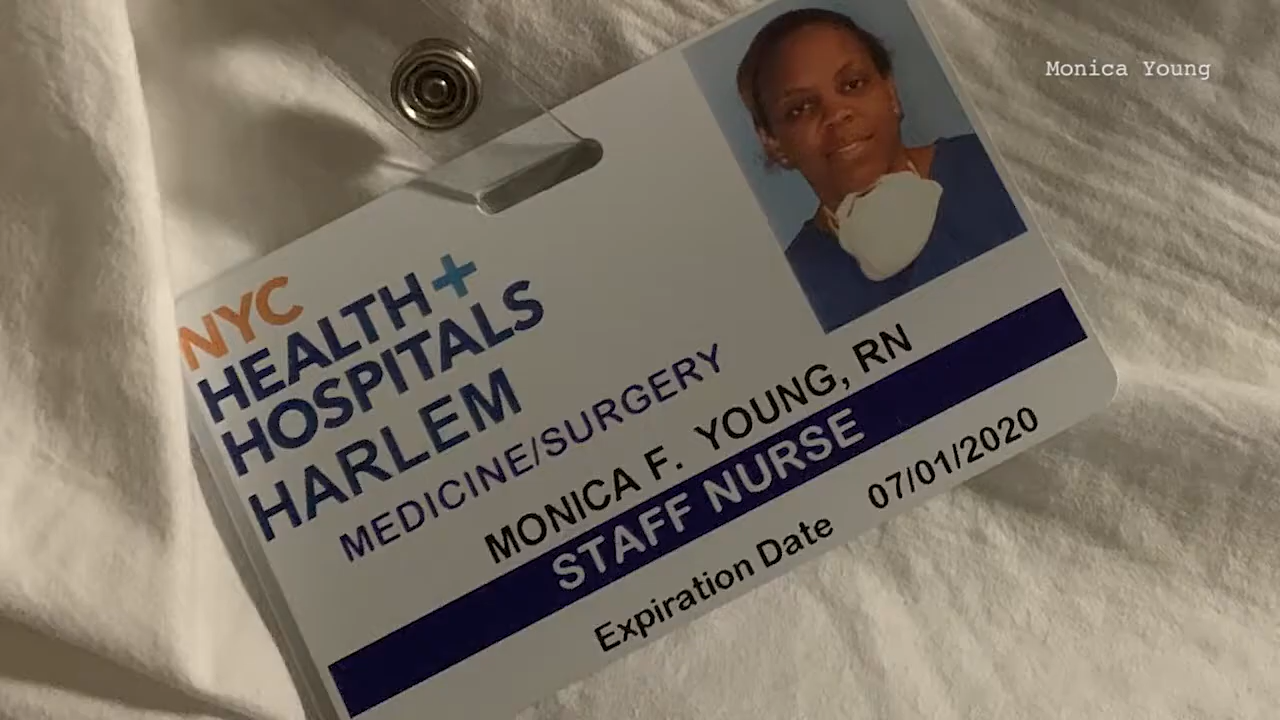 Monica Young
NYC
HEALTH+
HOSPITALS
HARLEM
MEDICINE/SURGERY
MONICA F. YOUNG, RN
STAFF NURSE
Expiration Date 07/01/2020